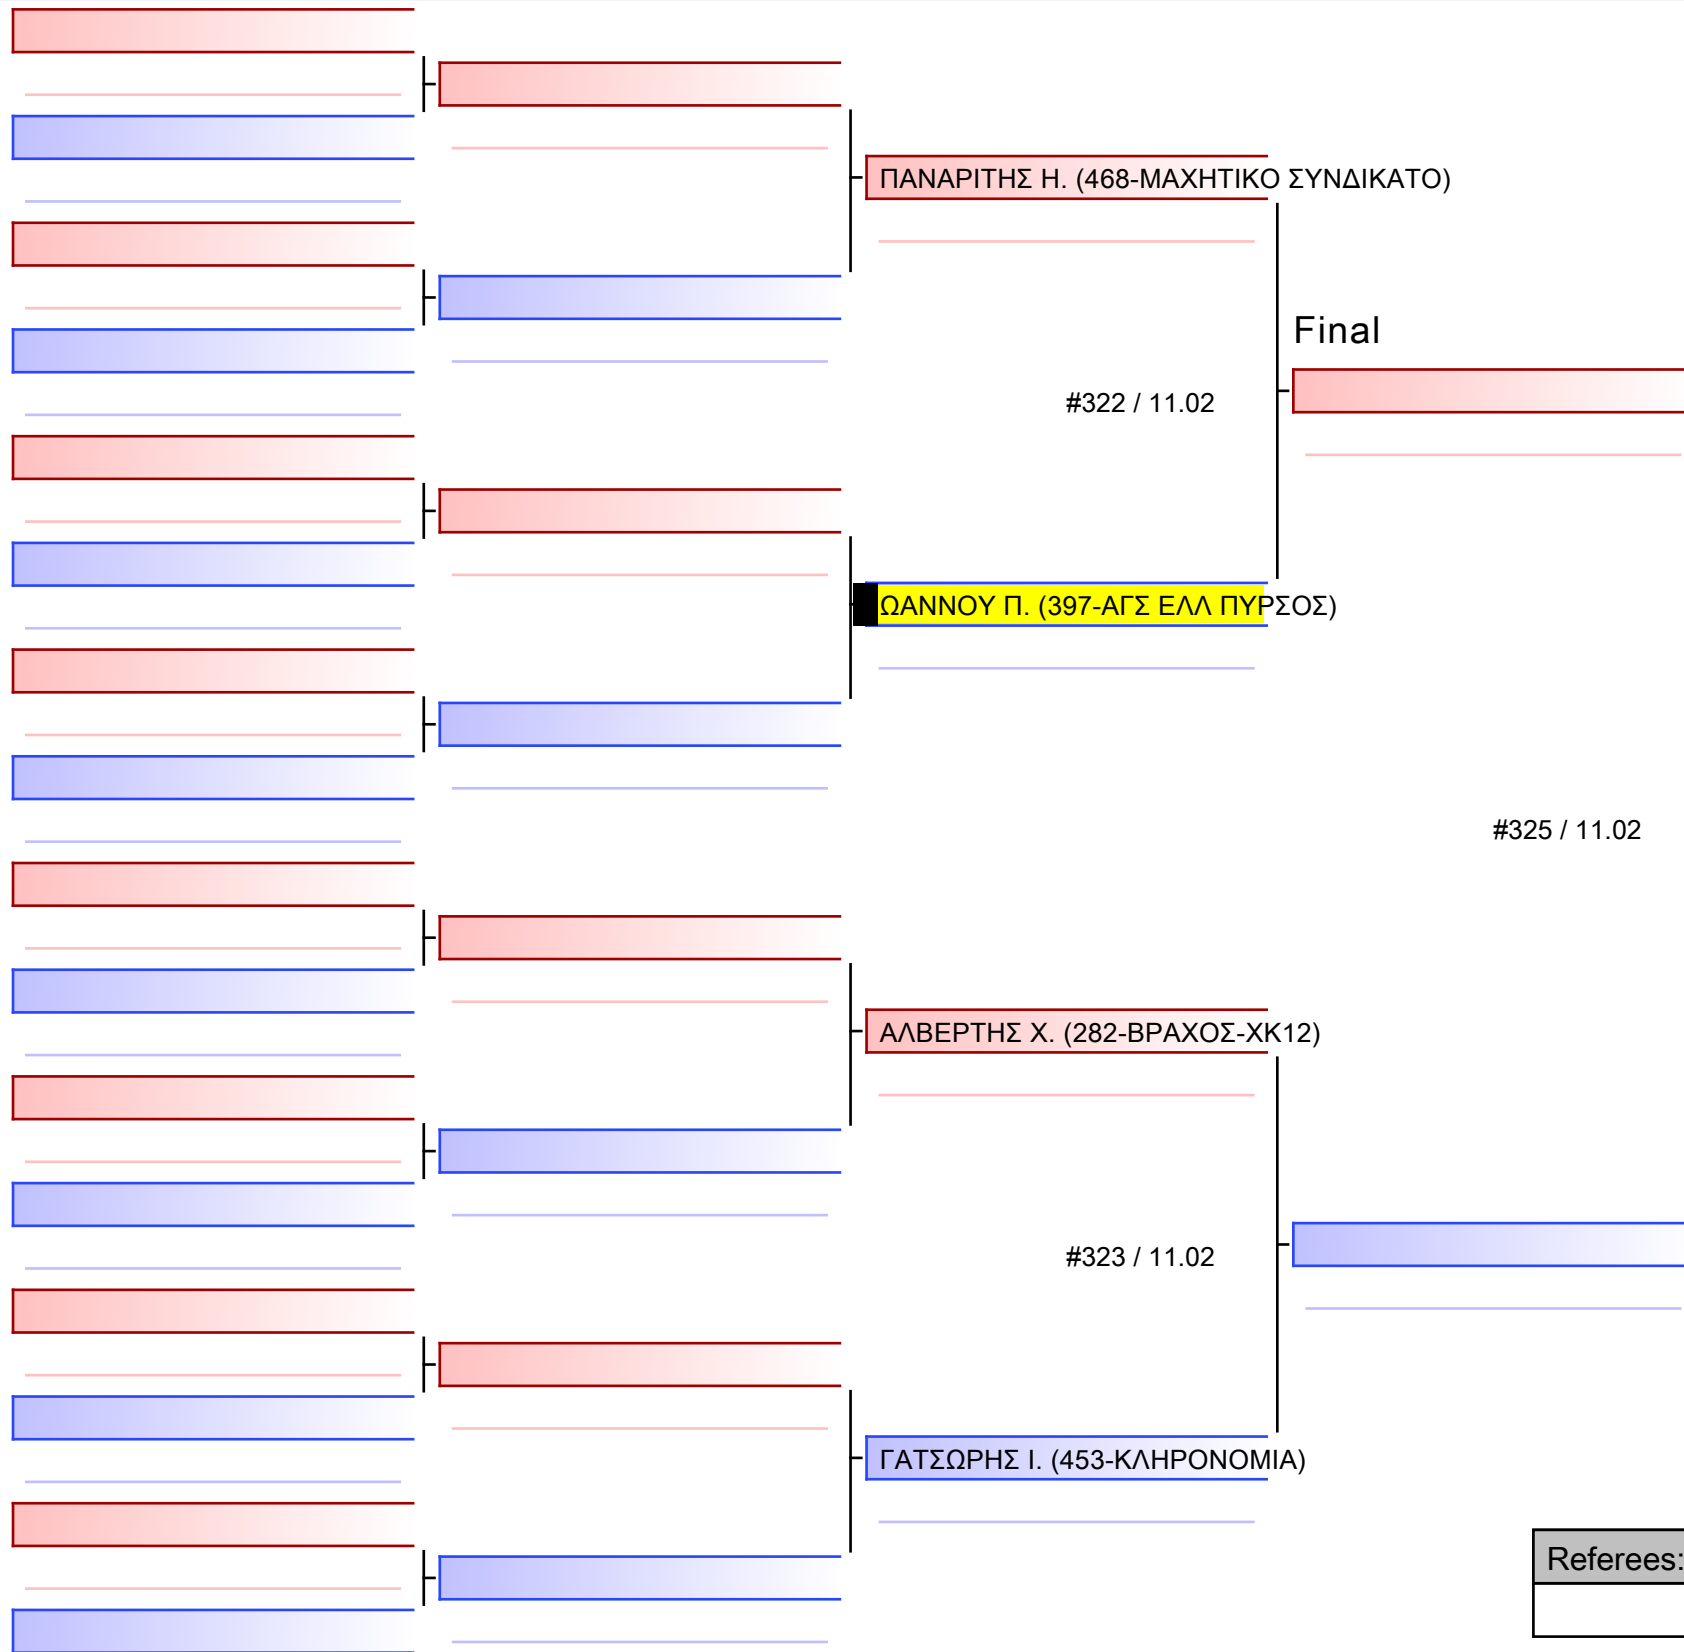 ΠΑΝΑΡΙΤΗΣ Η. (468-ΜΑΧΗΤΙΚΟ ΣΥΝΔΙΚΑΤΟ)
Final
#322 / 11.02
ΩΑΝΝΟΥ Π. (397-ΑΓΣ ΕΛΛ ΠΥΡΣΟΣ)
#325 / 11.02
ΑΛΒΕΡΤΗΣ Χ. (282-ΒΡΑΧΟΣ-ΧΚ12)
#323 / 11.02
ΓΑΤΣΩΡΗΣ Ι. (453-ΚΛΗΡΟΝΟΜΙΑ)
Referees: